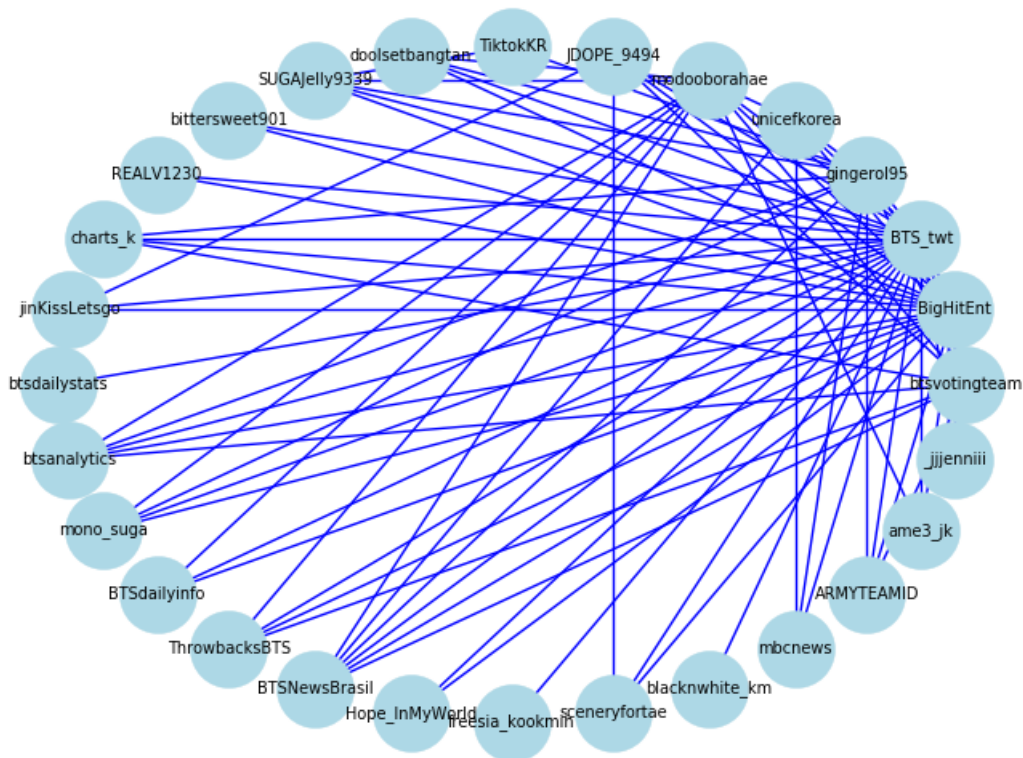 TiktokKR
doolsetbangtan
JDOPE_9494
SUGAJelly9339
modooborahae
bittersweet901
unicefkorea
REALV1230
gingerol95
charts_k
BTS_twt
jinKissLetsgo
BigHitEnt
btsdailystats
btsvotingteam
btsanalytics
_jjjenniii
mono_suga
ame3_jk
BTSdailyinfo
ARMYTEAMID
ThrowbacksBTS
mbcnews
BTSNewsBrasil
blacknwhite_km
Hope_InMyWorld
freesia_kookmin
sceneryfortae